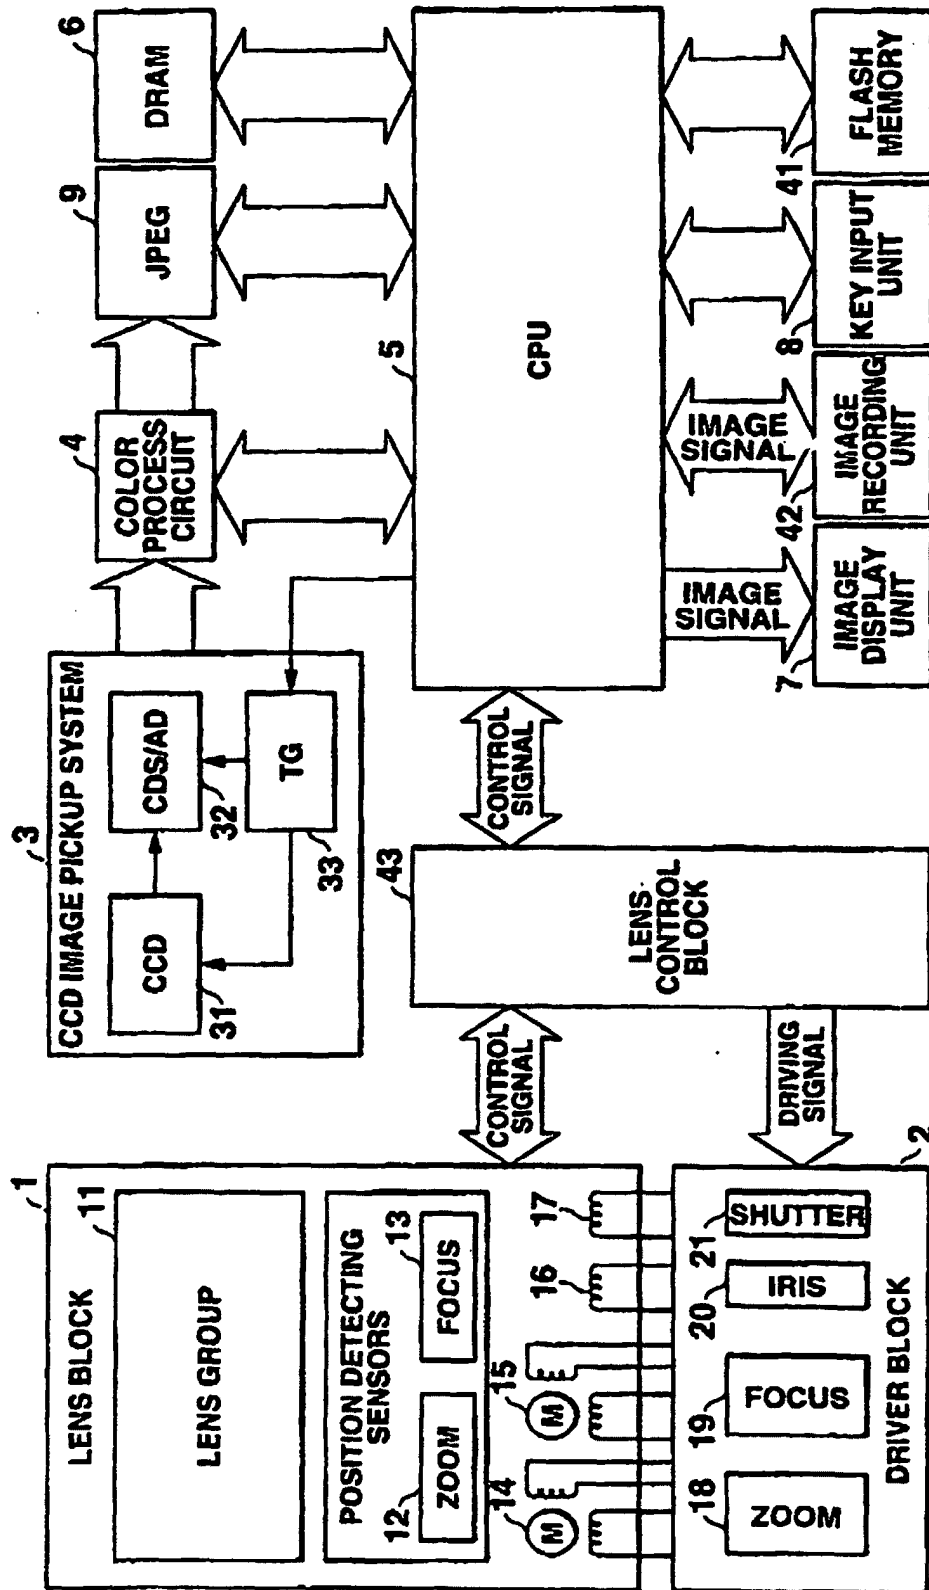 1
LENS BLOCK
11
LENS GROUP
POSITION DETECTING
SENSORS
12
ZOOM
13
FOCUS
14
M
15
M
16
17
18
ZOOM
19
FOCUS
20
IRIS
21
SHUTTER
DRIVER BLOCK
2
CONTROL
SIGNAL
DRIVING
SIGNAL
43
LENS
CONTROL
BLOCK
CONTROL
SIGNAL
3
CCD IMAGE PICKUP SYSTEM
CCD
31
CDS/AD
32
TG
33
4
COLOR
PROCESS
CIRCUIT
9
JPEG
6
DRAM
5
CPU
IMAGE
SIGNAL
IMAGE
SIGNAL
7
IMAGE
DISPLAY
UNIT
42
IMAGE
RECORDING
UNIT
8
KEY INPUT
UNIT
41
FLASH
MEMORY